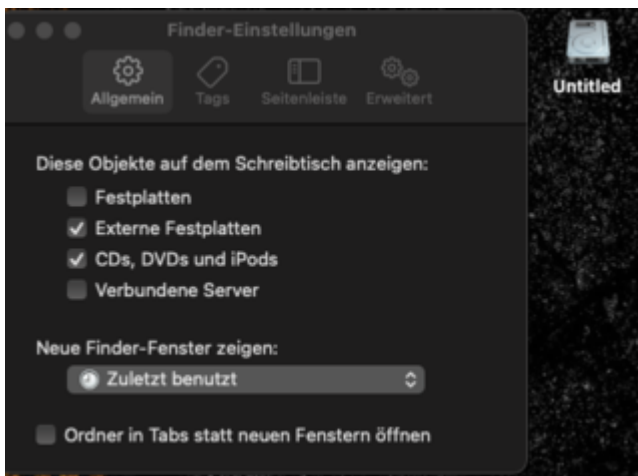 Finder-Einstellungen
Allgemein Tags Seitenleiste Erweitert
Untitled
Diese Objekte auf dem Schreibtisch anzeigen:
Festplatten
Externe Festplatten
CDs, DVDs und iPods
Verbundene Server
Neue Finder-Fenster zeigen:
Zuletzt benutzt
Ordner in Tabs statt neuen Fenstern öffnen